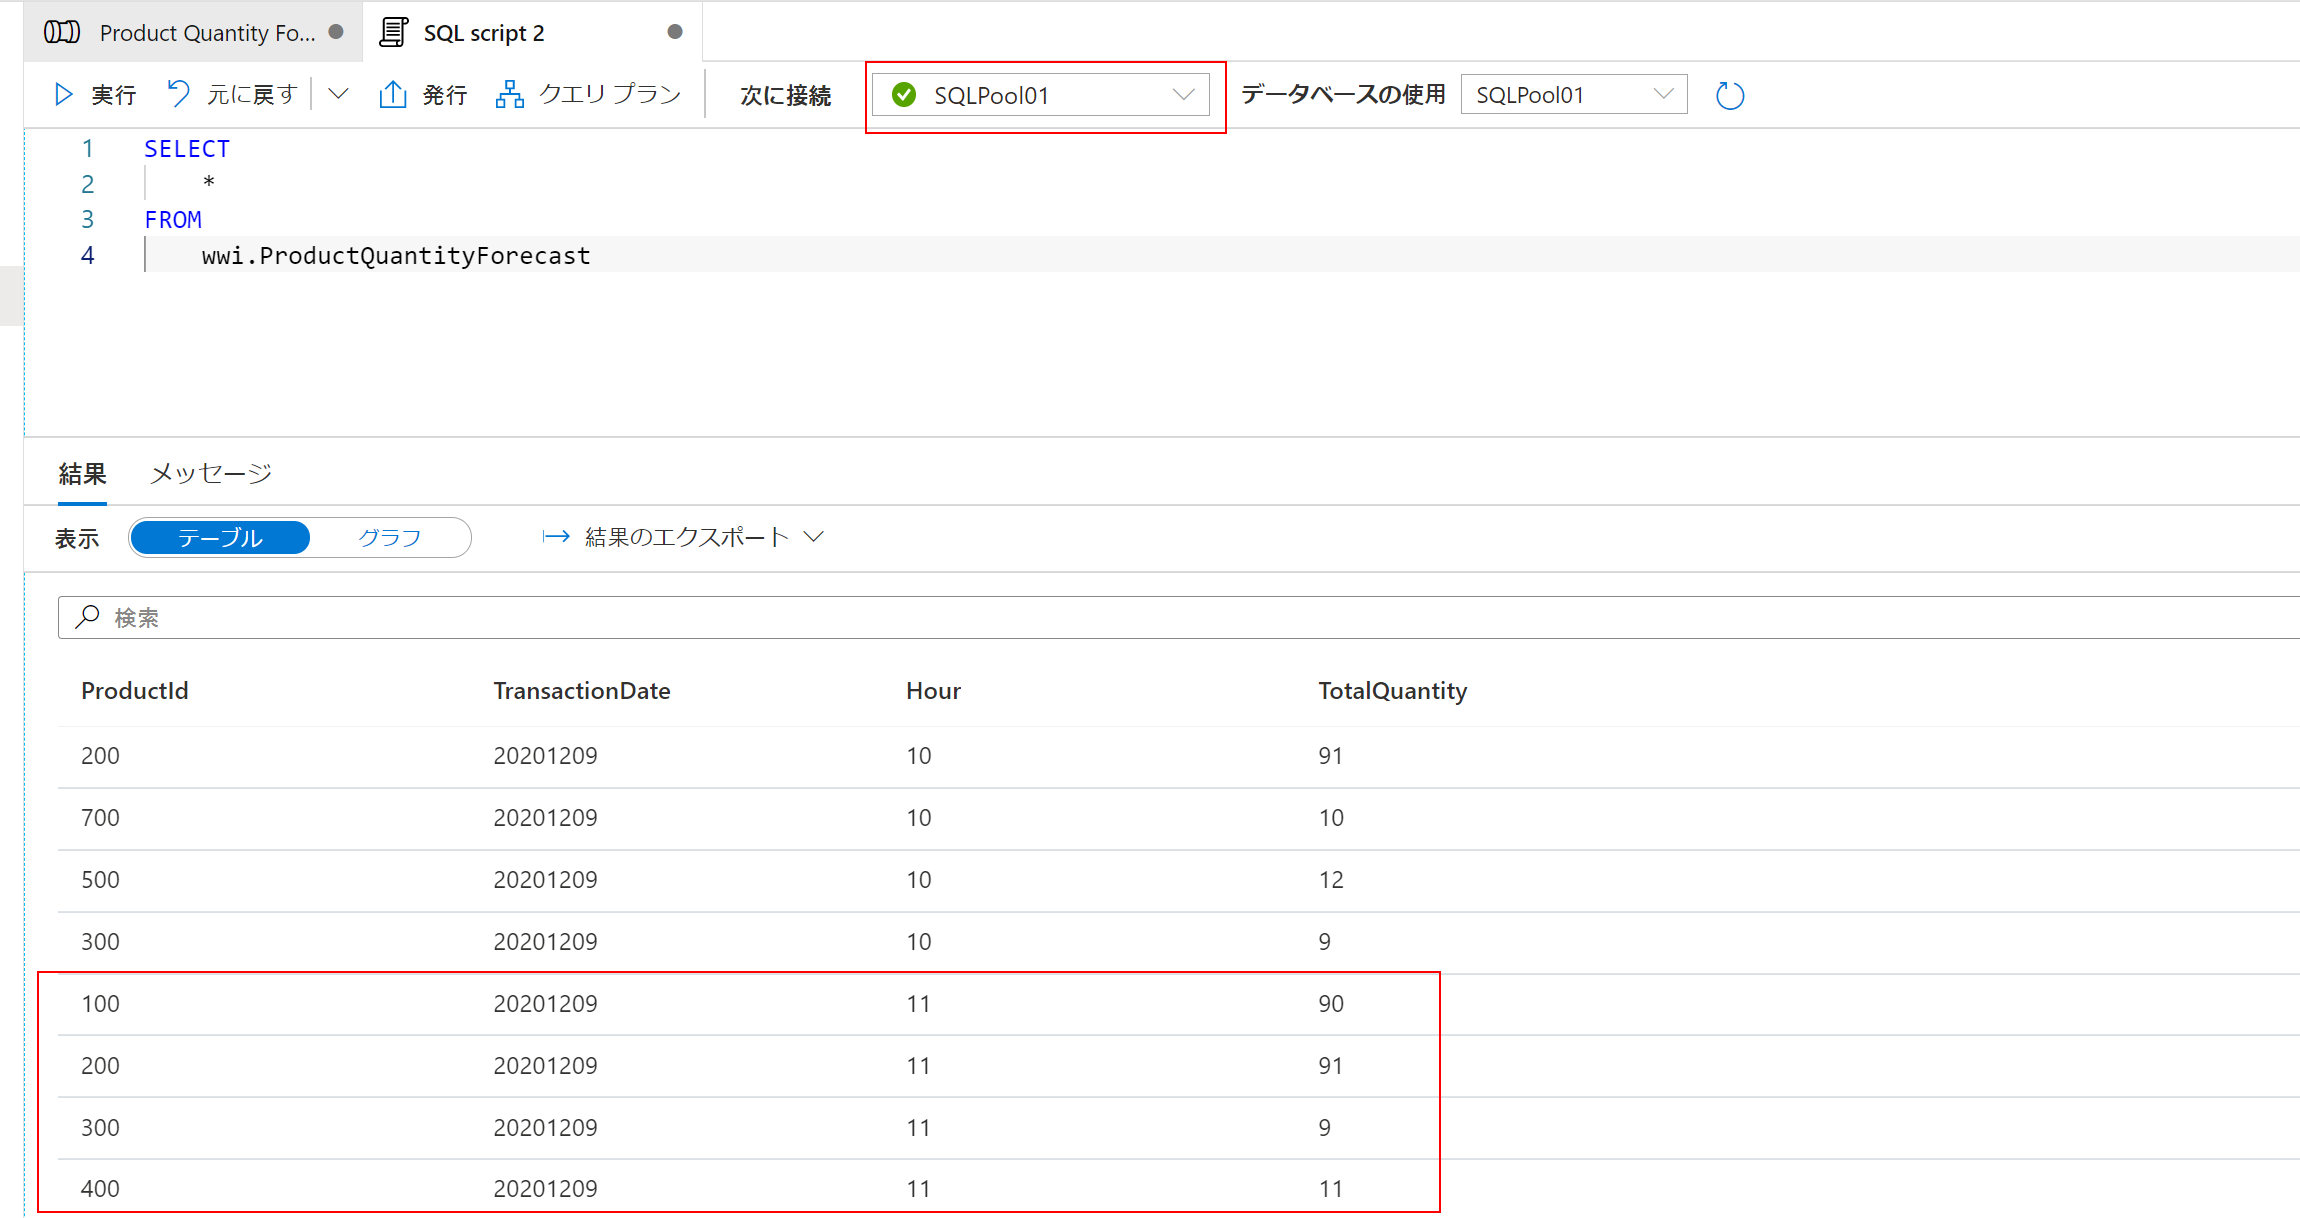 Product Quantity Fo... SQL script 2
実行 元に戻す 発行 クエリ プラン 次に接続 SQLPool01 データベースの使用 SQLPool01
1 SELECT
2 *
3 FROM
4 wwi.ProductQuantityForecast
結果 メッセージ
表示 テーブル グラフ 結果のエクスポート
検索
ProductId TransactionDate Hour TotalQuantity
200 20201209 10 91
700 20201209 10 10
500 20201209 10 12
300 20201209 10 9
100 20201209 11 90
200 20201209 11 91
300 20201209 11 9
400 20201209 11 11